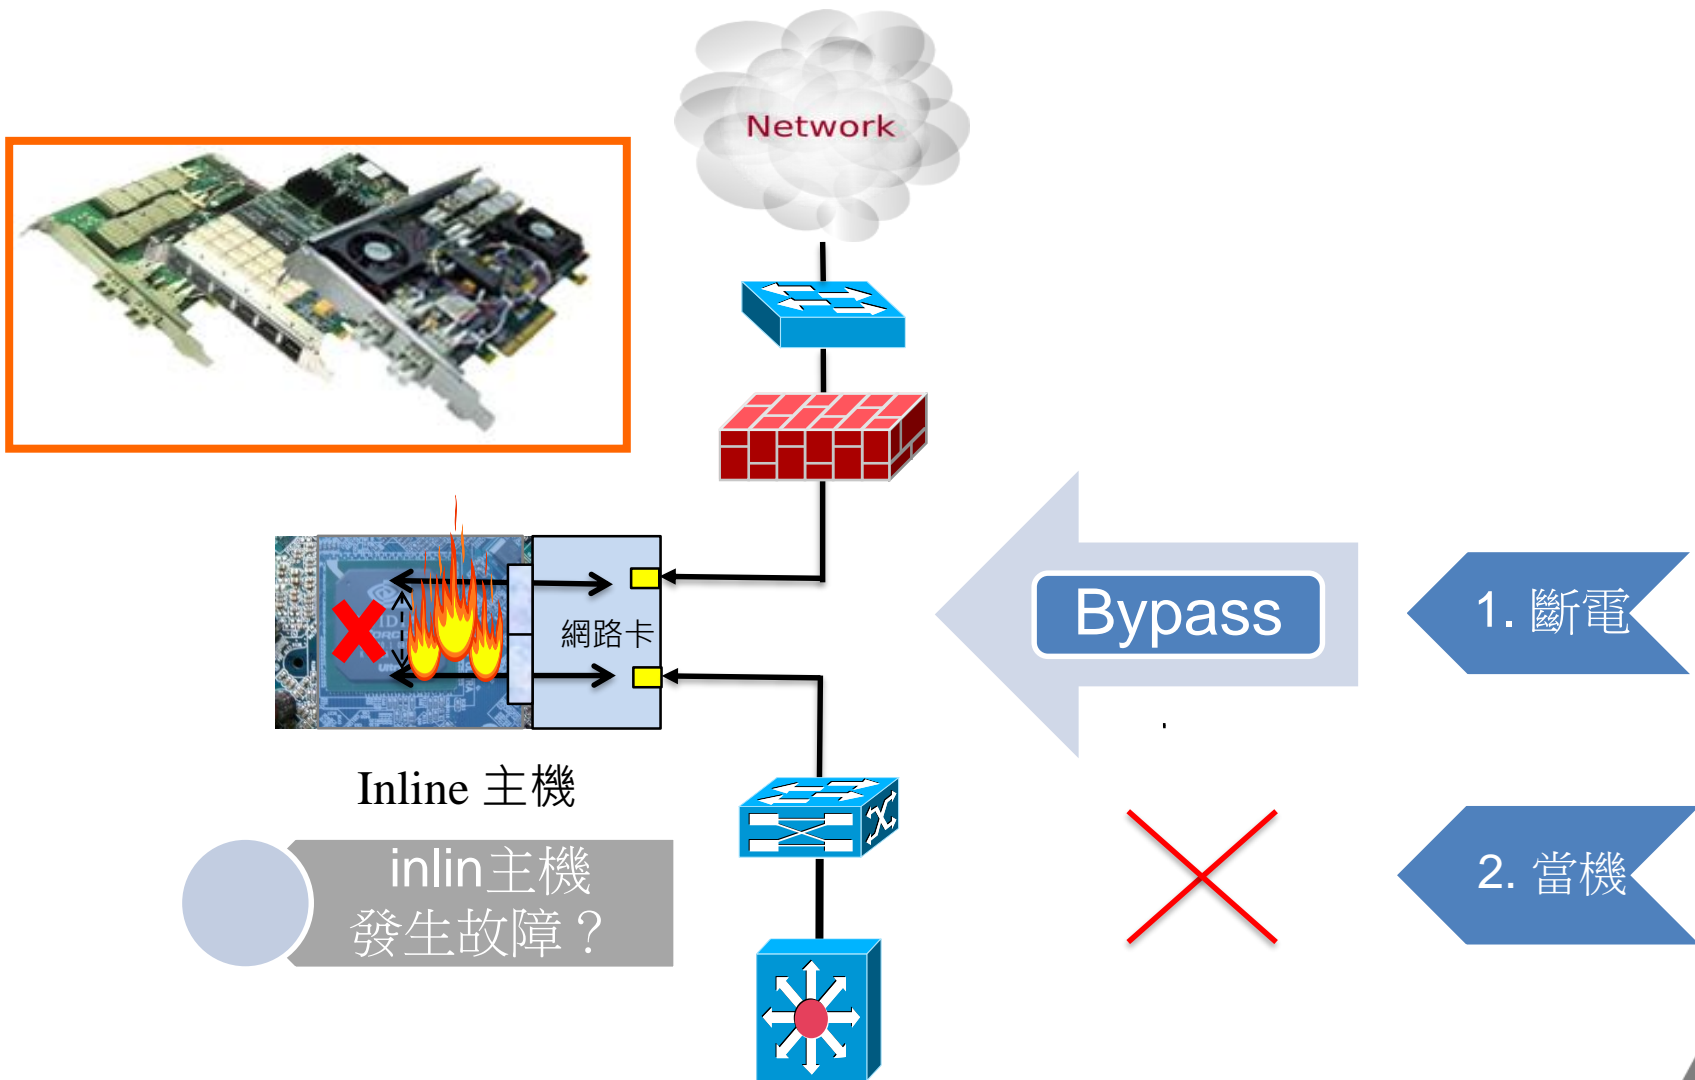 Network
網路卡
Bypass
1. 斷電
Inline 主機
inlin主機
發生故障？
2. 當機